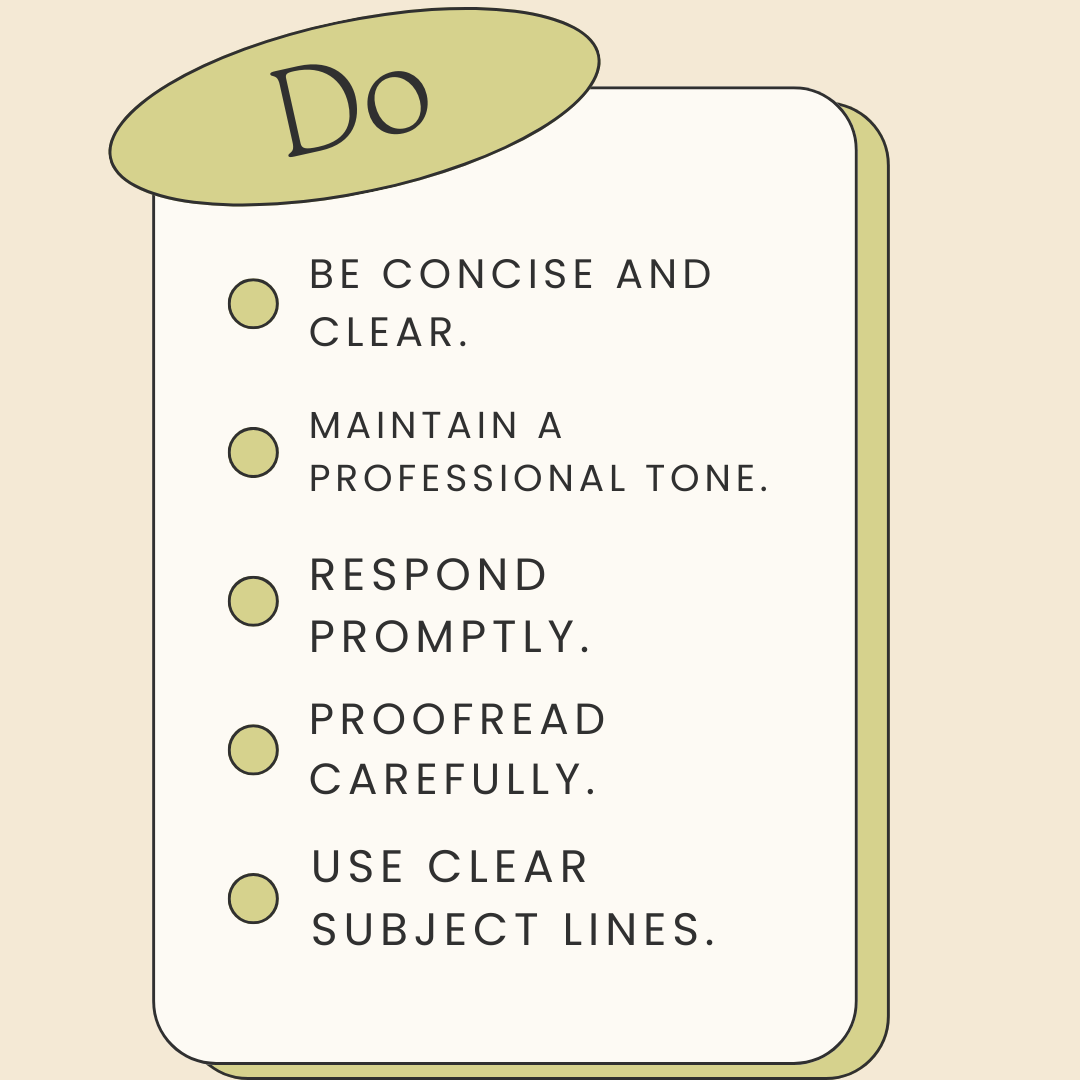 Do
BE CONCISE AND
CLEAR.
MAINTAIN A
PROFESSIONAL TONE.
RESPOND
PROMPTLY.
PROOFREAD
CAREFULLY.
USE CLEAR
SUBJECT LINES.